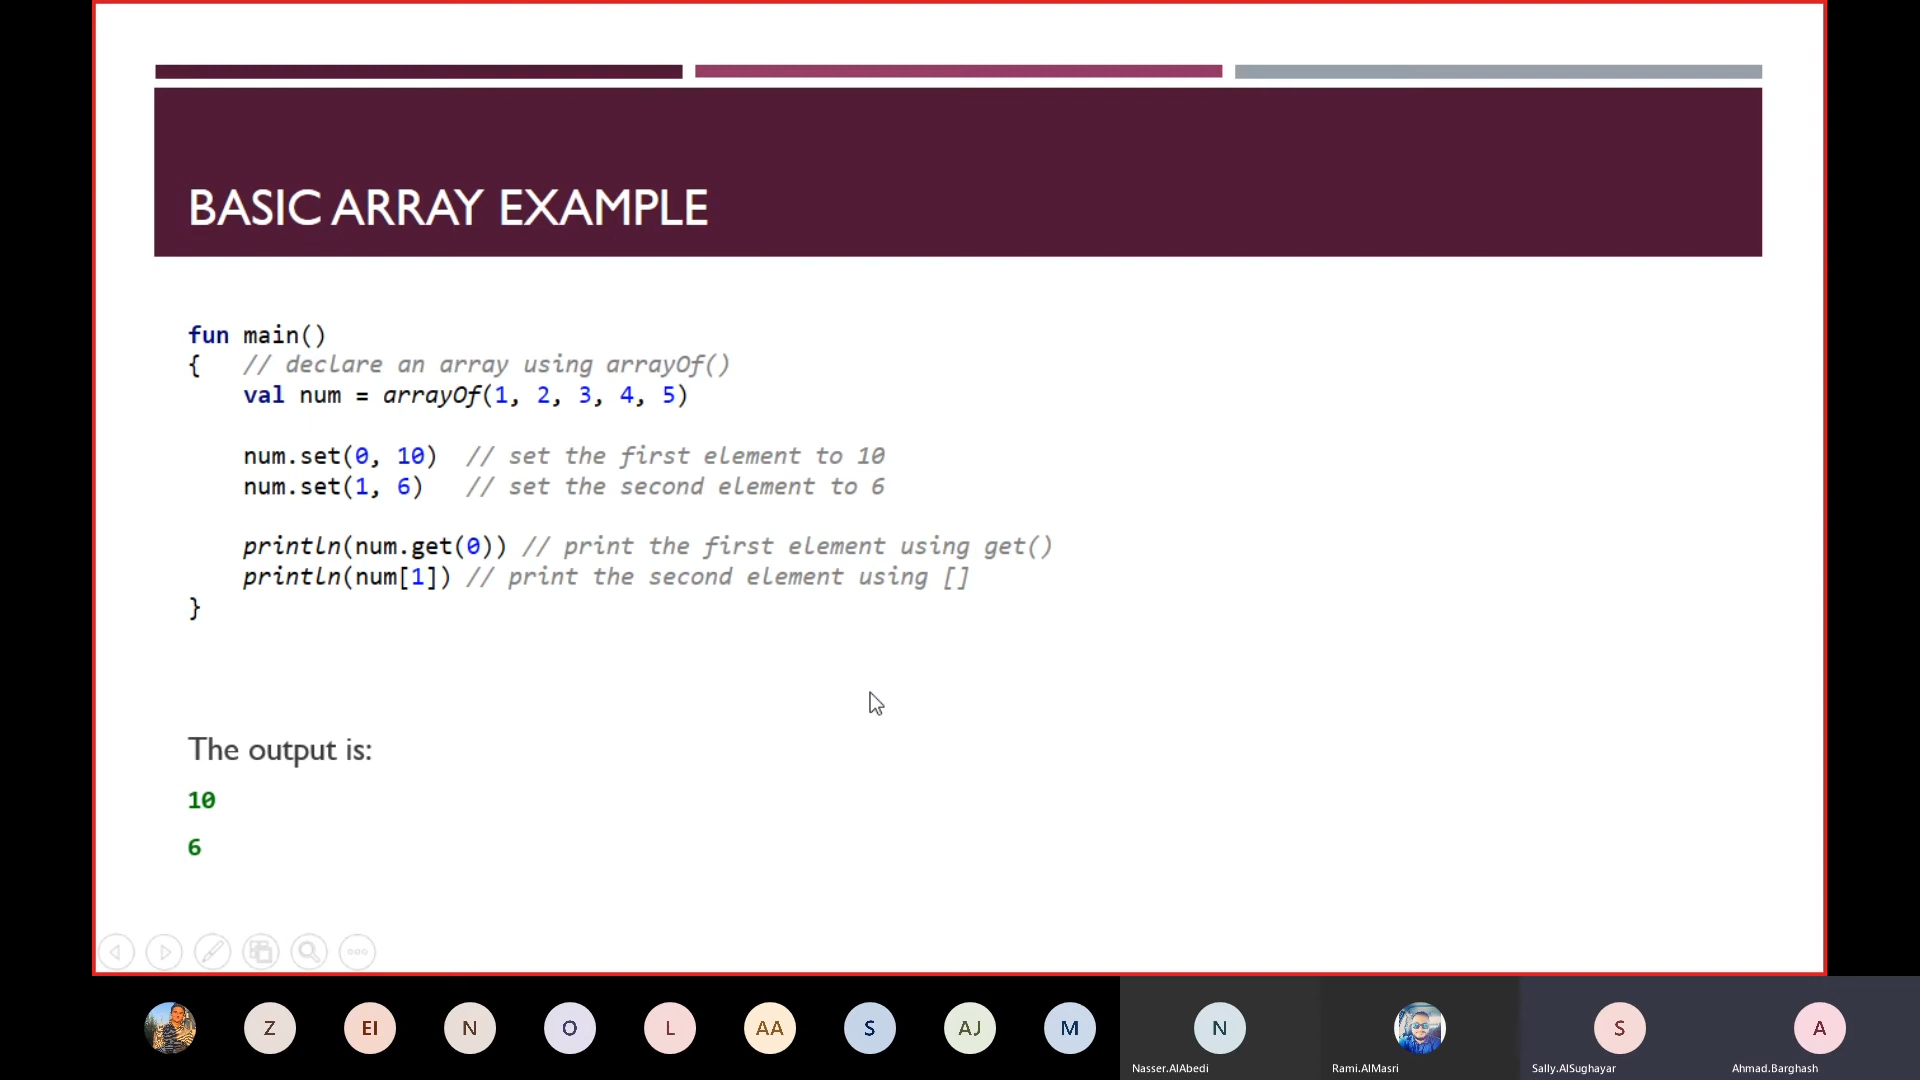 BASIC ARRAY EXAMPLE
fun main()
{   // declare an array using arrayOf()
    val num = arrayOf(1, 2, 3, 4, 5)
    num.set(0, 10)  // set the first element to 10
    num.set(1, 6)   // set the second element to 6
    println(num.get(0)) // print the first element using get()
    println(num[1]) // print the second element using []
}
The output is:
10
6
Z EI N O L AA S AJ M N S A
Nasser.AlAbedi Rami.AlMasri Sally.AlSughayar Ahmad.Barghash